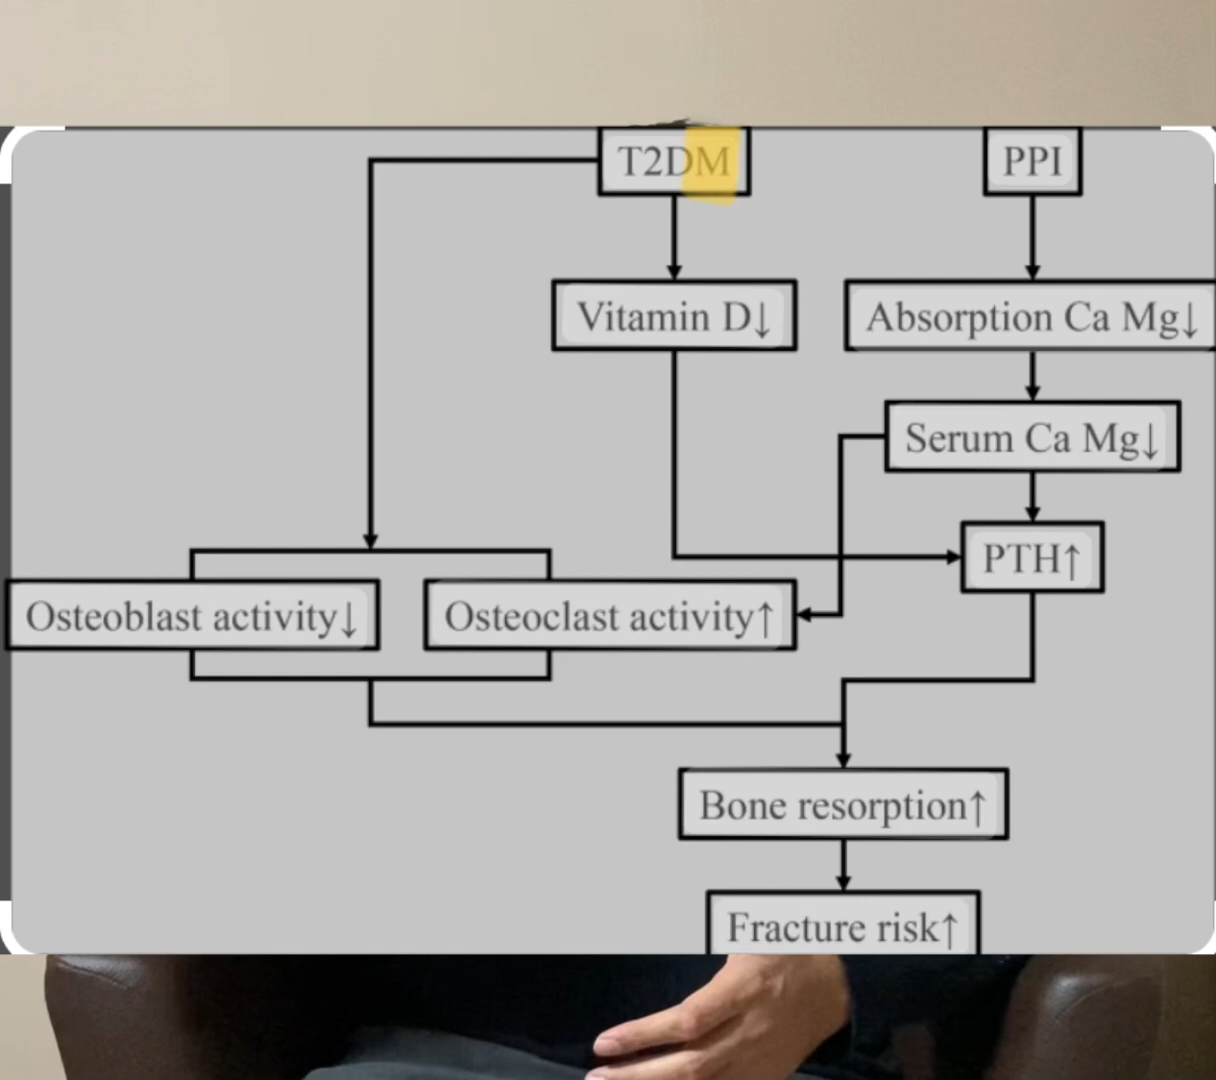 T2DM
PPI
Vitamin D↓
Absorption Ca Mg↓
Serum Ca Mg↓
PTH↑
Osteoblast activity↓
Osteoclast activity↑
Bone resorption↑
Fracture risk↑